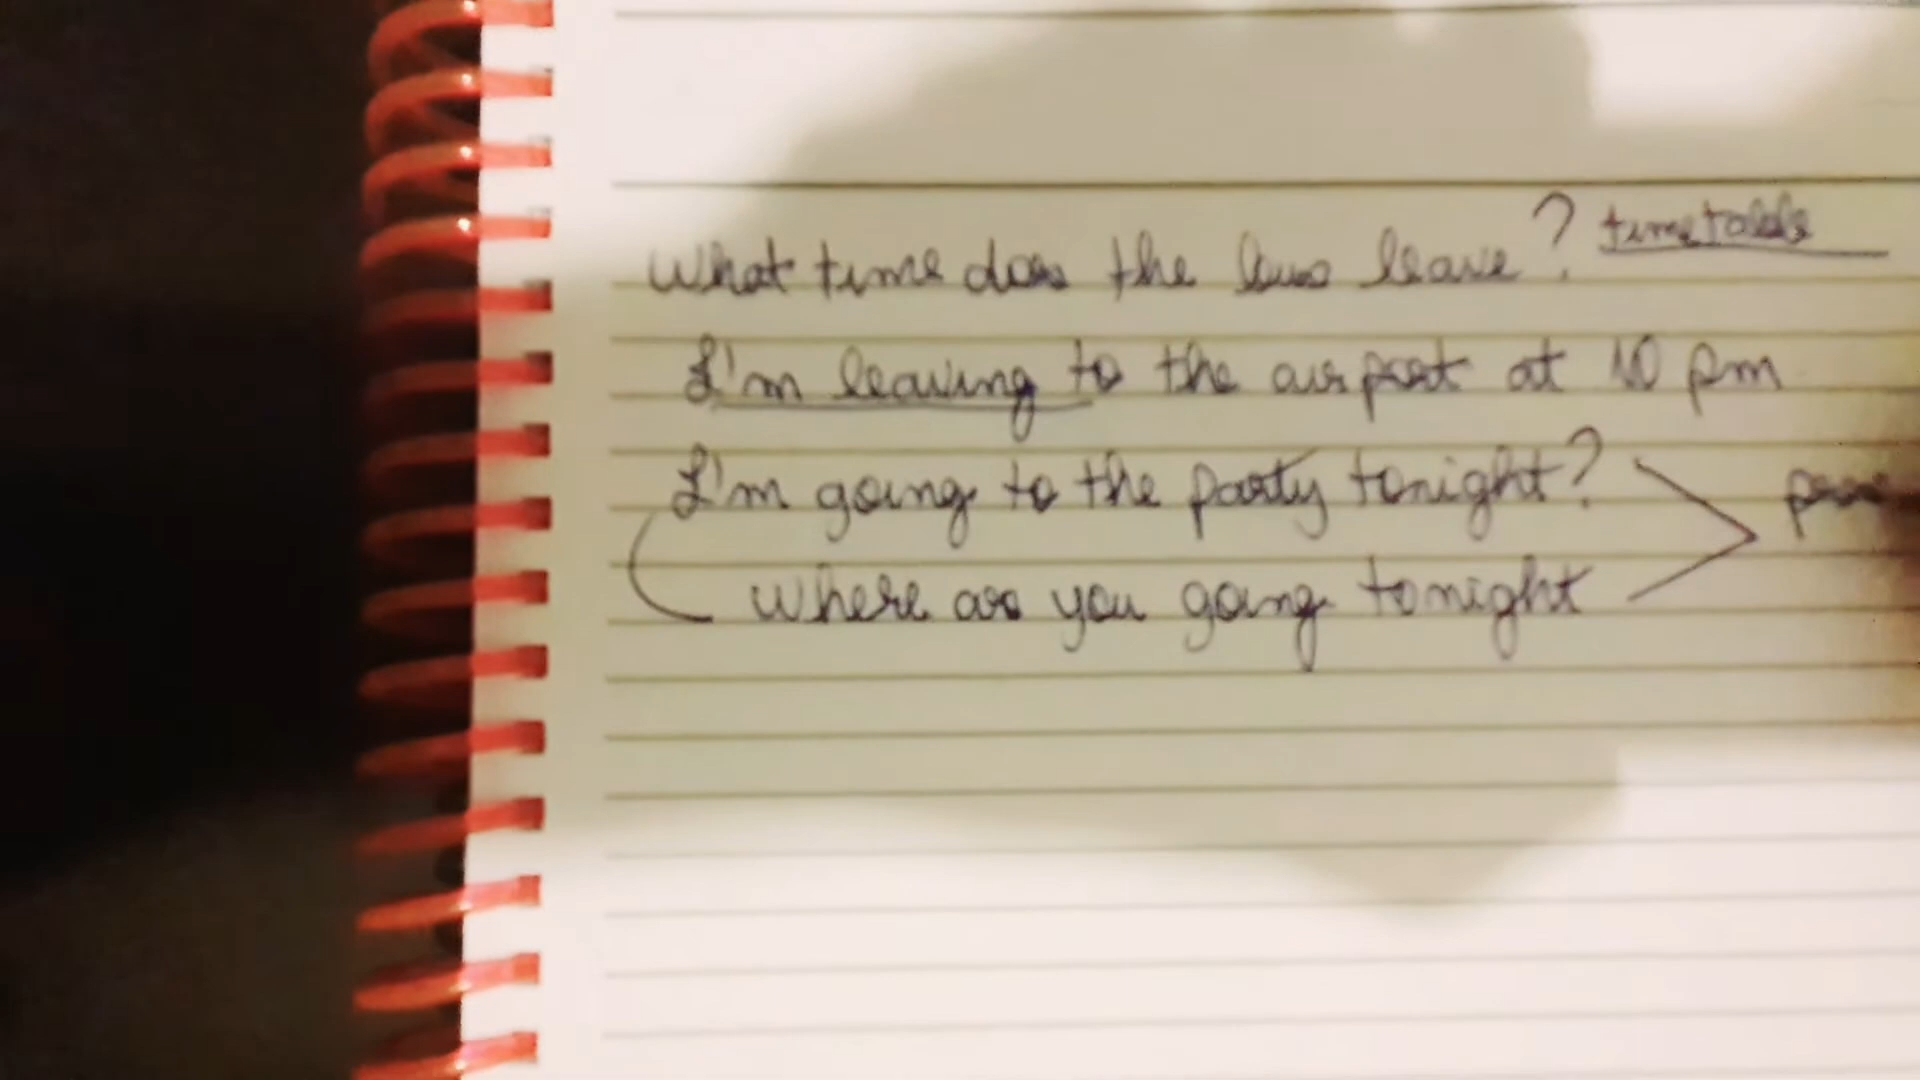 What time does the bus leave? timetable
I'm leaving to the airport at 10 pm
I'm going to the party tonight?
where are you going tonight